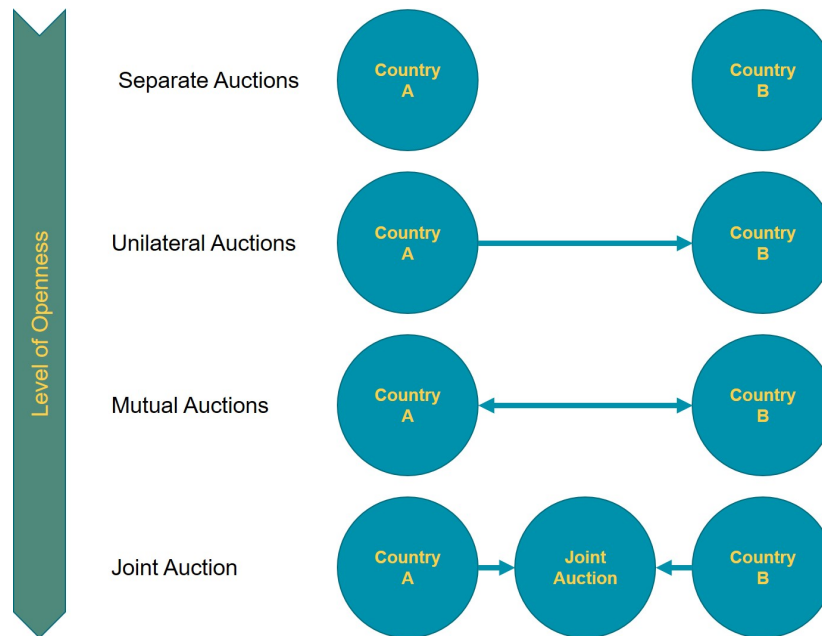 Level of Openness
Separate Auctions
Country
A
Country
B
Unilateral Auctions
Country
A
Country
B
Mutual Auctions
Country
A
Country
B
Joint Auction
Country
A
Joint
Auction
Country
B